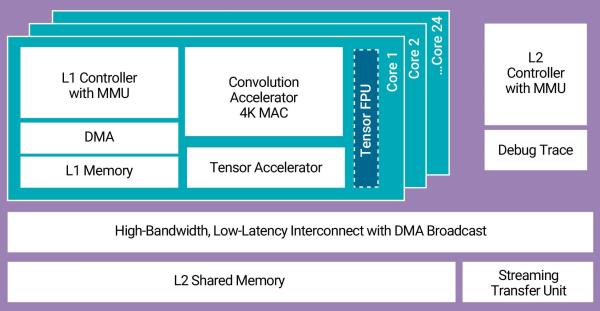 L1 Controller
with MMU
DMA
L1 Memory
Convolution
Accelerator
4K MAC
Tensor Accelerator
Tensor FPU
Core 1
Core 2
...Core 24
L2
Controller
with MMU
Debug Trace
High-Bandwidth, Low-Latency Interconnect with DMA Broadcast
L2 Shared Memory
Streaming
Transfer Unit